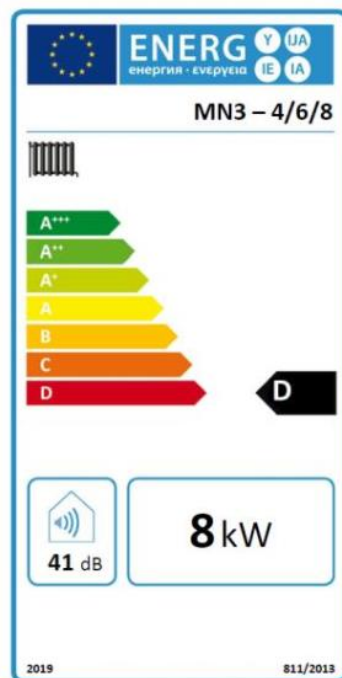 ENERG Y IJA
енергия · ενεργεια IE IA
MN3 – 4/6/8
A+++
A++
A+
A
B
C
D
D
41 dB
8 kW
2019 811/2013